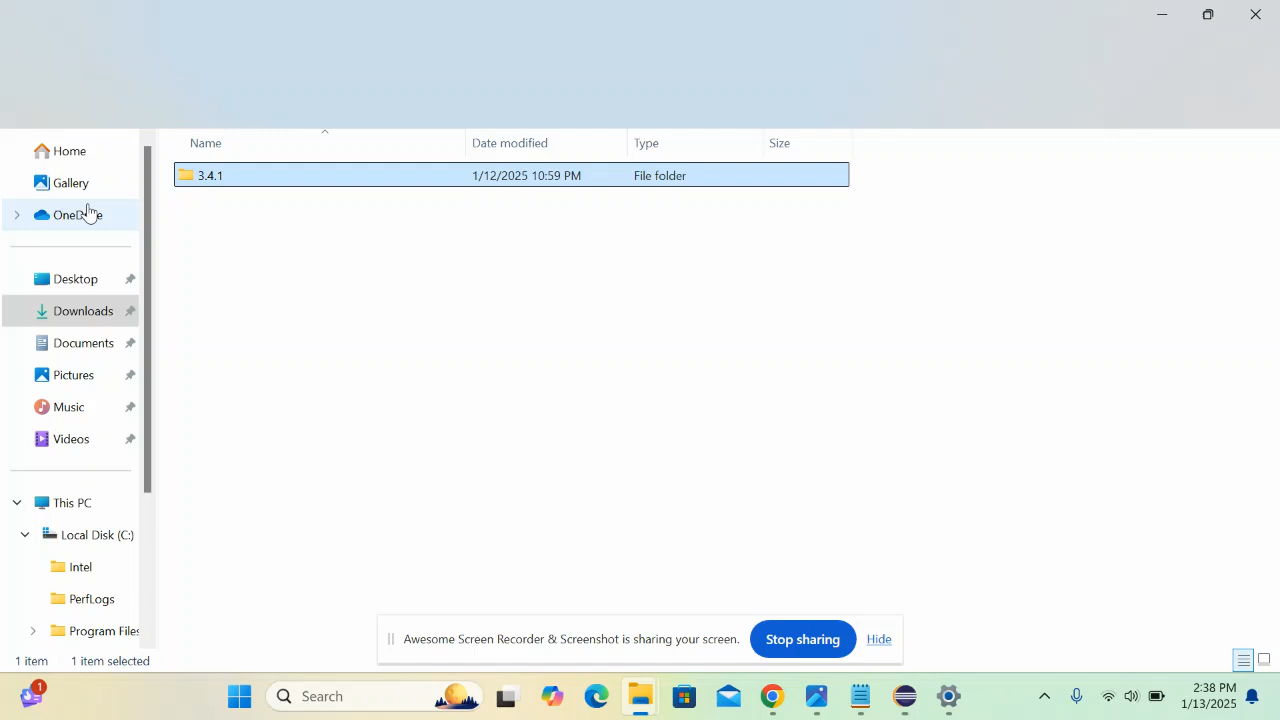 Name
Date modified
Type
Size
Home
Gallery
OneDrive
Desktop
Downloads
Documents
Pictures
Music
Videos
This PC
Local Disk (C:)
Intel
PerfLogs
Program Files
3.4.1
1/12/2025 10:59 PM
File folder
Awesome Screen Recorder & Screenshot is sharing your screen.
Stop sharing
Hide
1 item
1 item selected
1
Search
2:38 PM
1/13/2025